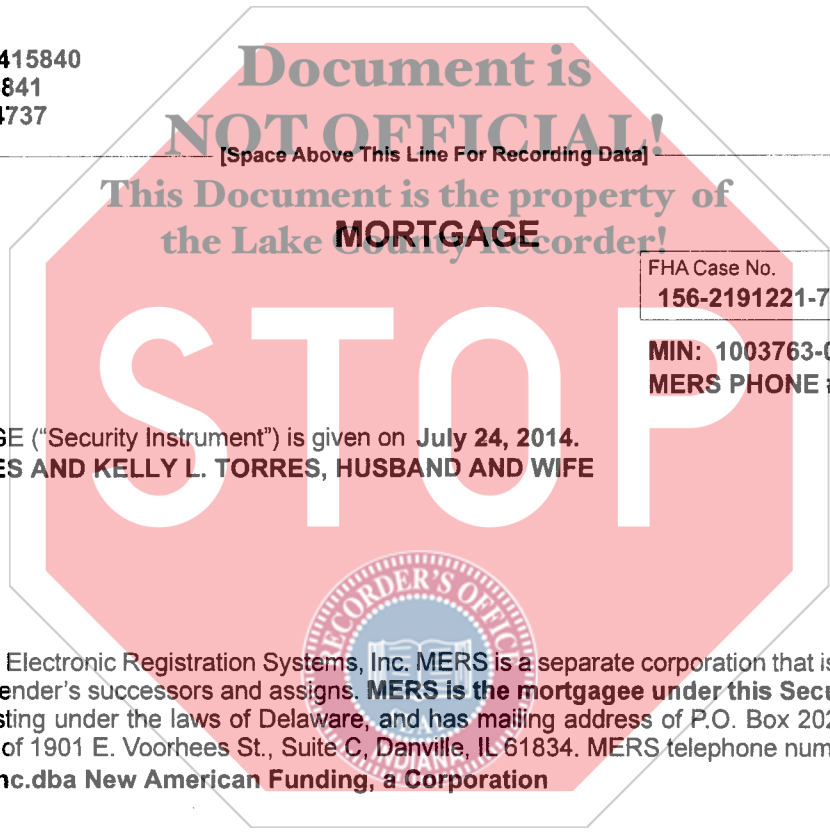 415840
841
4737
Document is
NOT OFFICIAL!
[Space Above This Line For Recording Data]
This Document is the property of
the Lake County Recorder!
MORTGAGE
FHA Case No.
156-2191221-7
MIN: 1003763-0
MERS PHONE #
GE (“Security Instrument”) is given on July 24, 2014.
ES AND KELLY L. TORRES, HUSBAND AND WIFE
STOP
RECORDER'S OFFICE
Electronic Registration Systems, Inc. MERS is a separate corporation that is
ender's successors and assigns. MERS is the mortgagee under this Secu
sting under the laws of Delaware, and has mailing address of P.O. Box 202
of 1901 E. Voorhees St., Suite C, Danville, IL 61834. MERS telephone num
nc.dba New American Funding, a Corporation
INDIANA